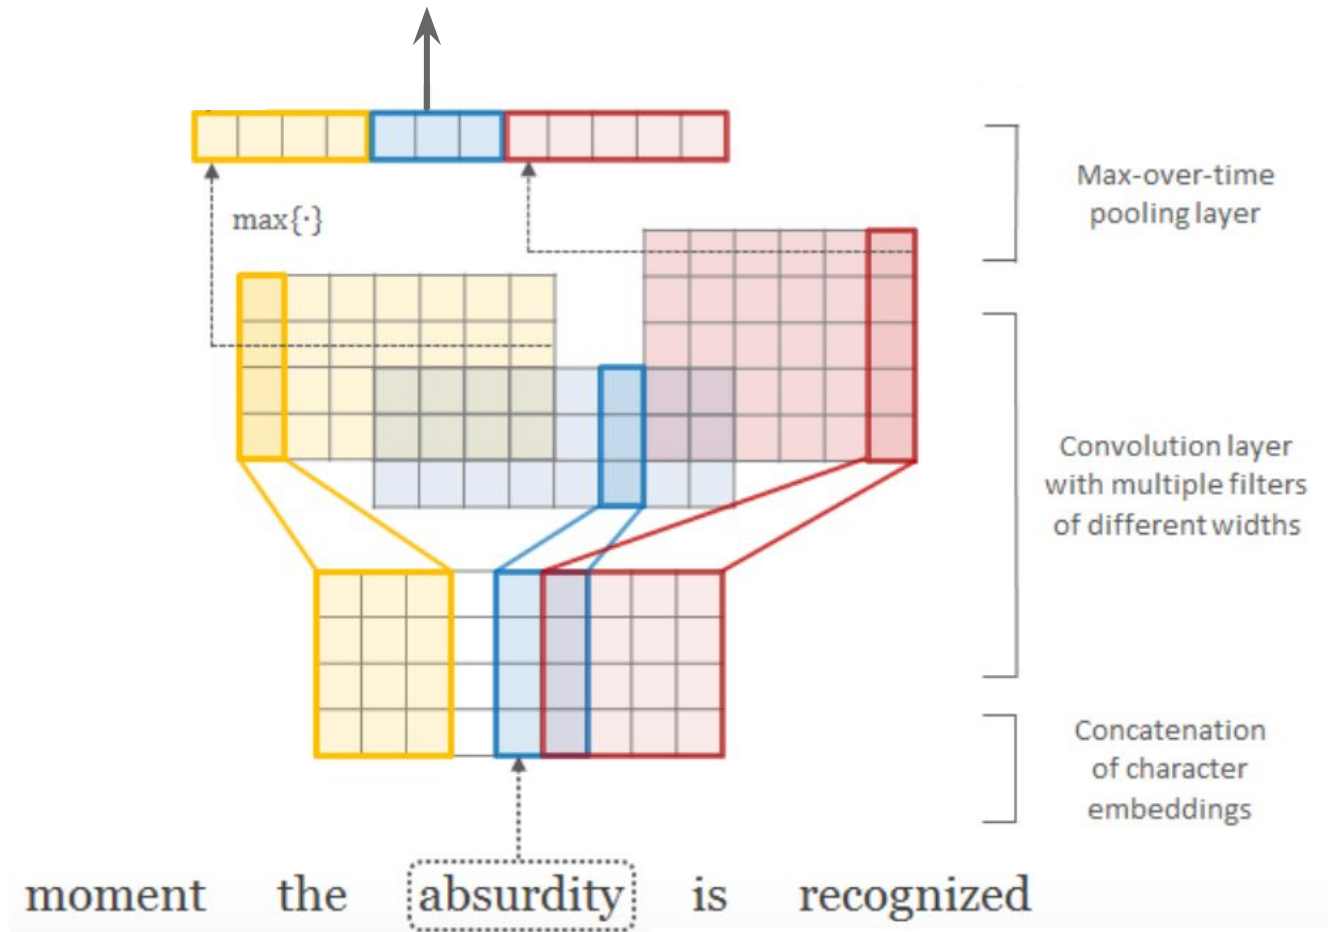 max{·}
Max-over-time
pooling layer
Convolution layer
with multiple filters
of different widths
Concatenation
of character
embeddings
moment the absurdity is recognized